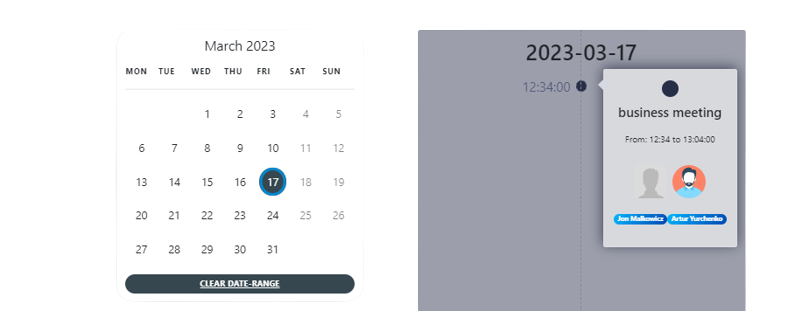 March 2023
MON TUE WED THU FRI SAT SUN
1 2 3 4 5
6 7 8 9 10 11 12
13 14 15 16 17 18 19
20 21 22 23 24 25 26
27 28 29 30 31
CLEAR DATE-RANGE
2023-03-17
12:34:00
business meeting
From: 12:34 to 13:04:00
Jon Malkowicz Artur Yurchenko